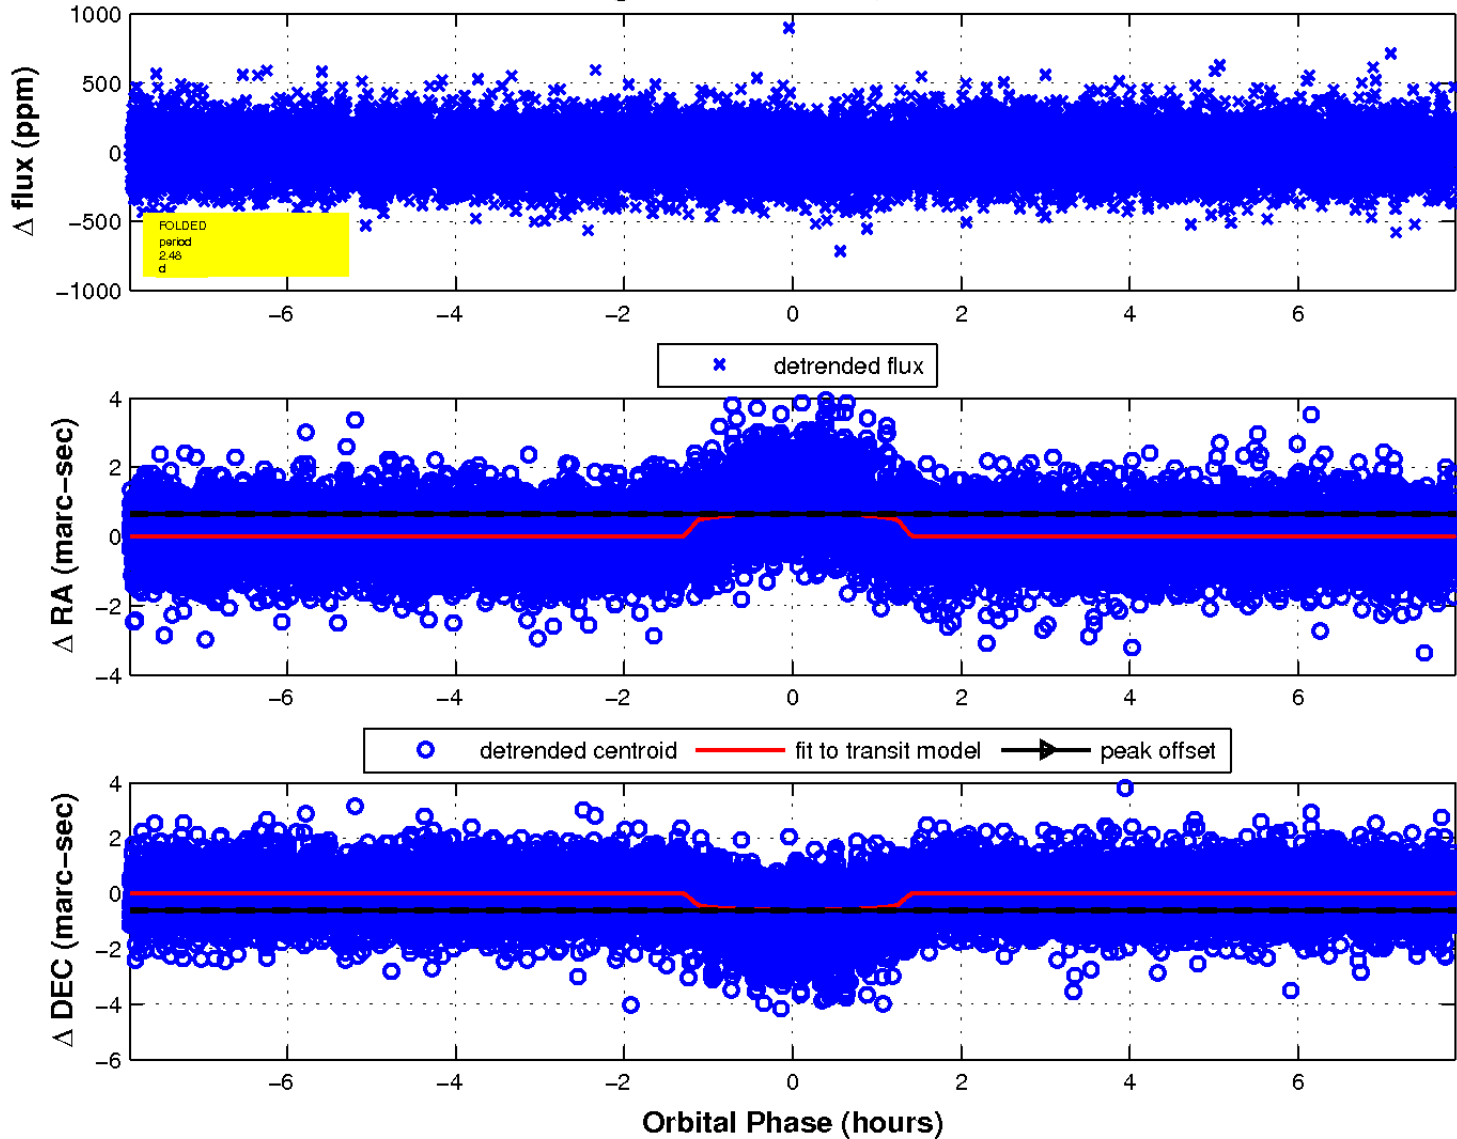 1000
500
0
−500
−1000
Δ flux (ppm)
FOLDED
period
2.48
d
−6 −4 −2 0 2 4 6
detrended flux
4
2
0
−2
−4
Δ RA (marc−sec)
−6 −4 −2 0 2 4 6
detrended centroid fit to transit model peak offset
4
2
0
−2
−4
−6
Δ DEC (marc−sec)
−6 −4 −2 0 2 4 6
Orbital Phase (hours)